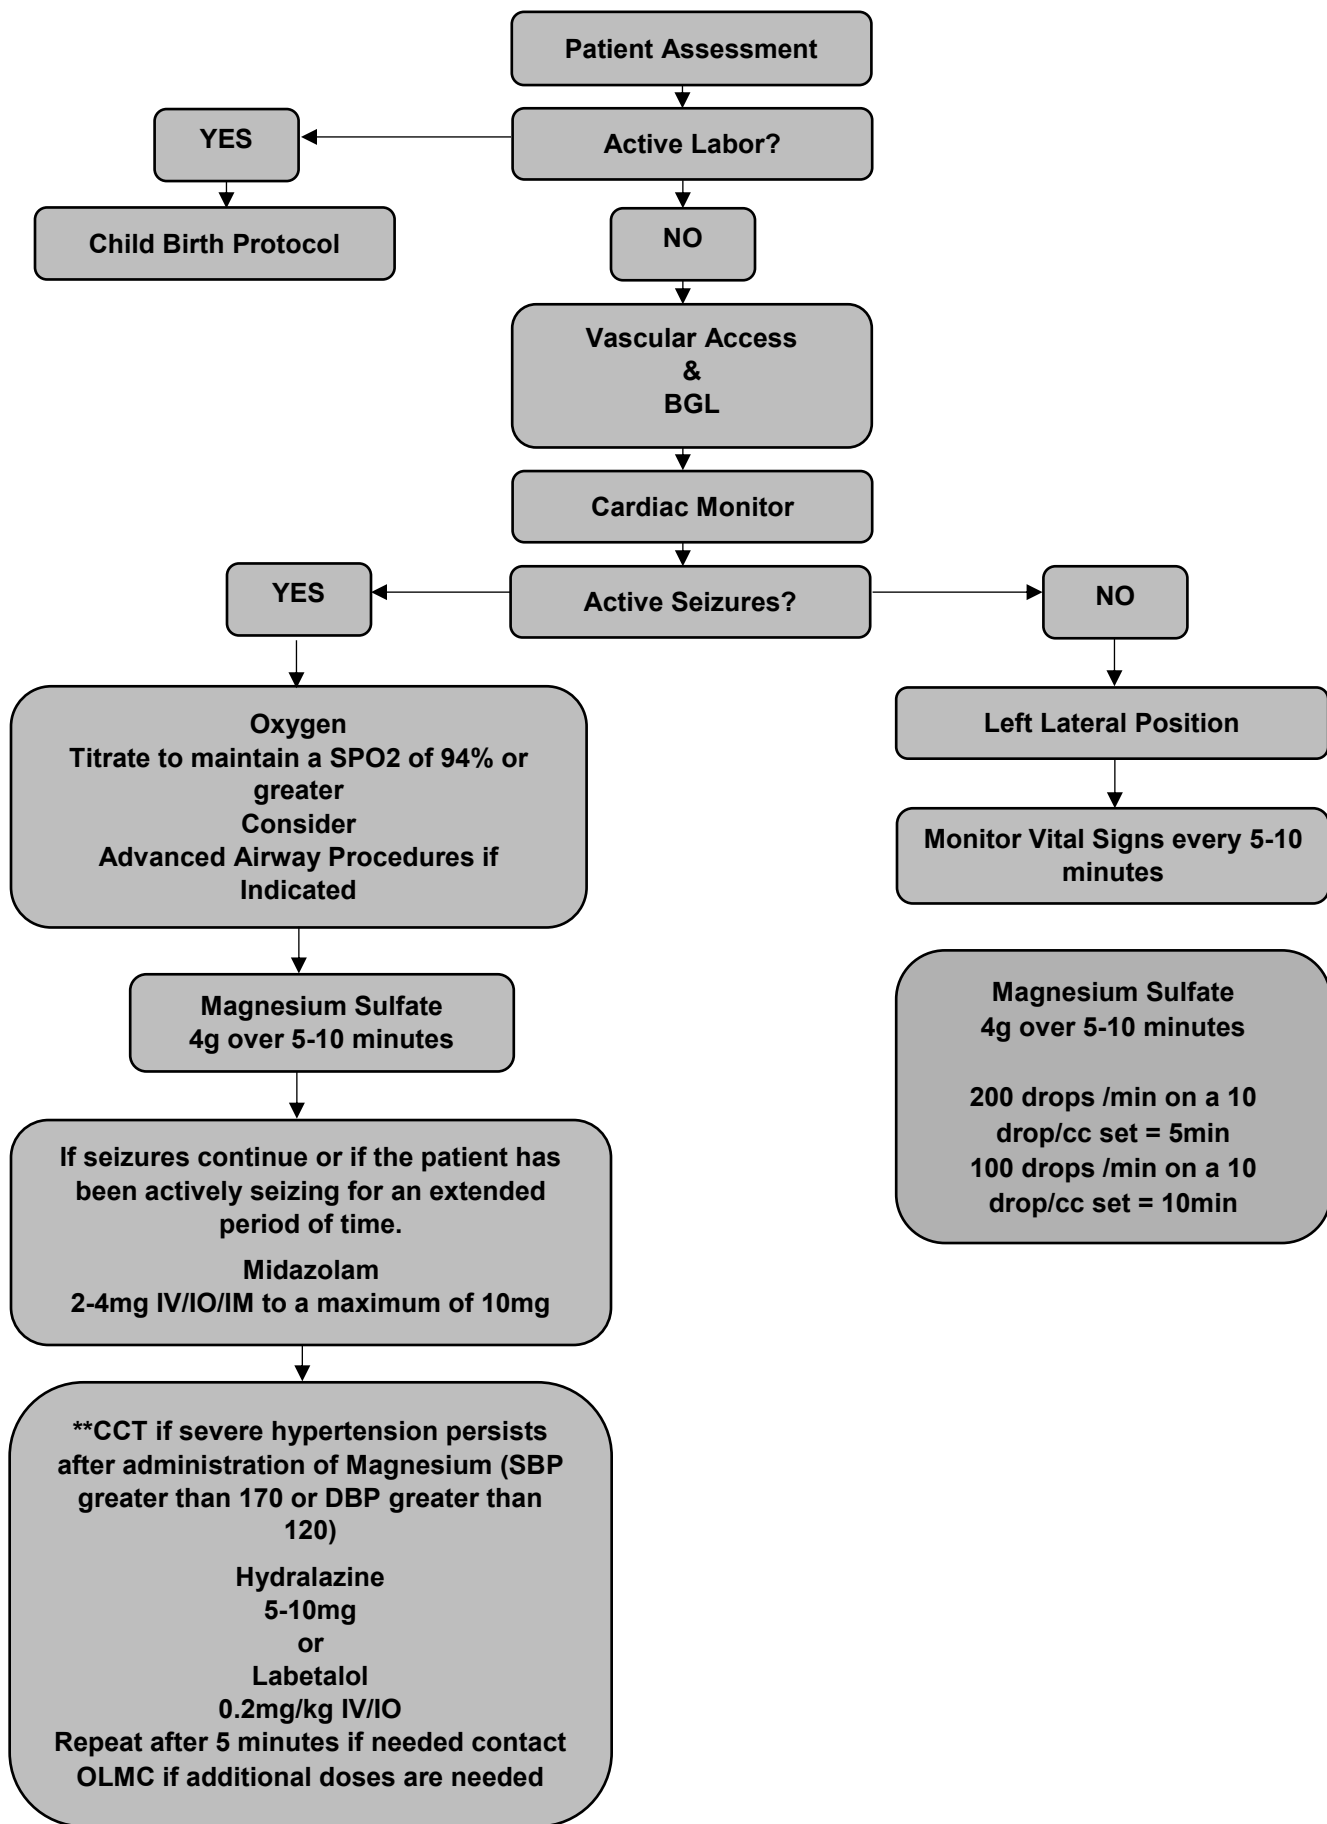 Patient Assessment
YES
Active Labor?
Child Birth Protocol
NO
Vascular Access
&
BGL
Cardiac Monitor
YES
Active Seizures?
NO
Oxygen
Titrate to maintain a SPO2 of 94% or
greater
Consider
Advanced Airway Procedures if
Indicated
Left Lateral Position
Monitor Vital Signs every 5-10
minutes
Magnesium Sulfate
4g over 5-10 minutes
Magnesium Sulfate
4g over 5-10 minutes
200 drops /min on a 10
drop/cc set = 5min
100 drops /min on a 10
drop/cc set = 10min
If seizures continue or if the patient has
been actively seizing for an extended
period of time.
Midazolam
2-4mg IV/IO/IM to a maximum of 10mg
**CCT if severe hypertension persists
after administration of Magnesium (SBP
greater than 170 or DBP greater than
120)
Hydralazine
5-10mg
or
Labetalol
0.2mg/kg IV/IO
Repeat after 5 minutes if needed contact
OLMC if additional doses are needed